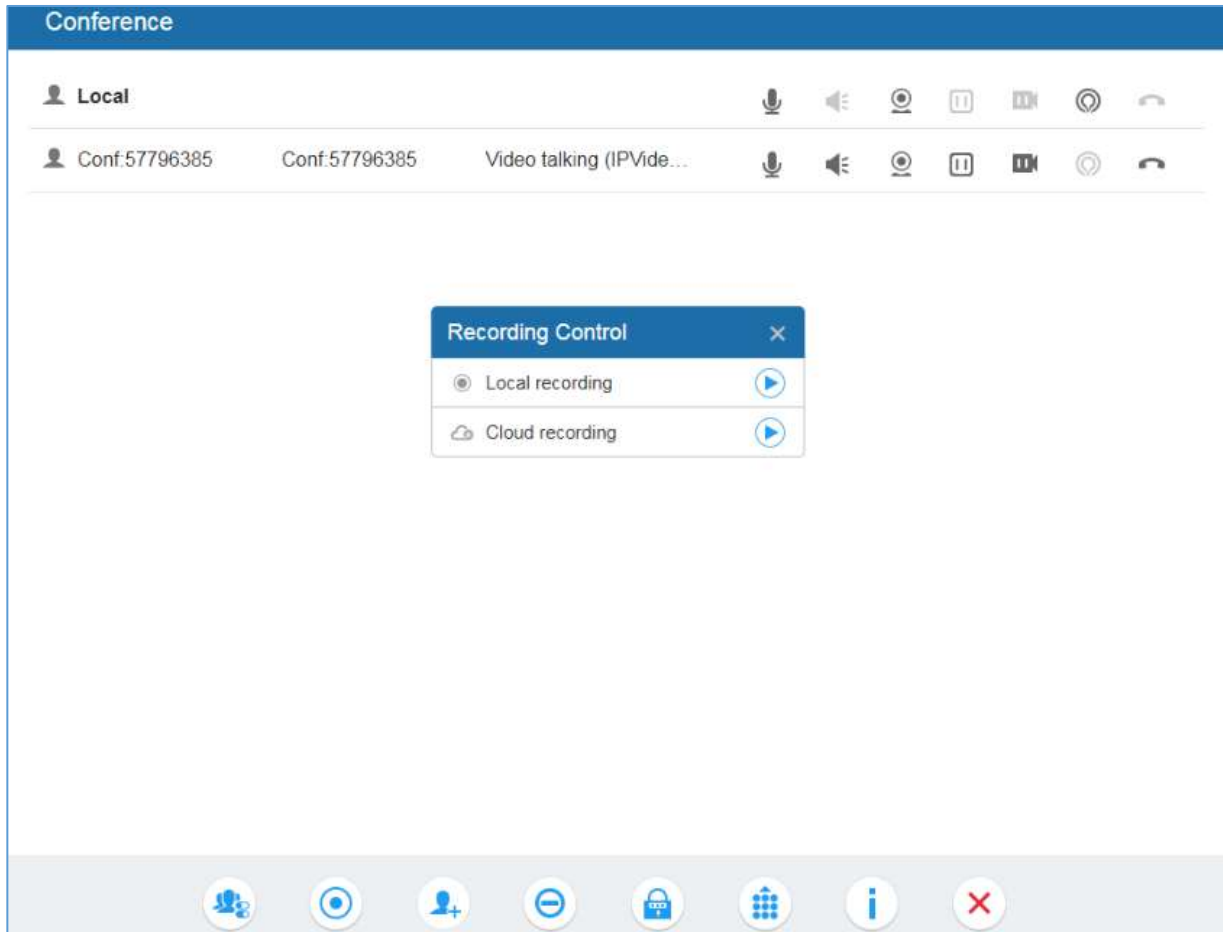 Conference
Local
Conf:57796385 Conf:57796385 Video talking (IPVide...
Recording Control
Local recording
Cloud recording